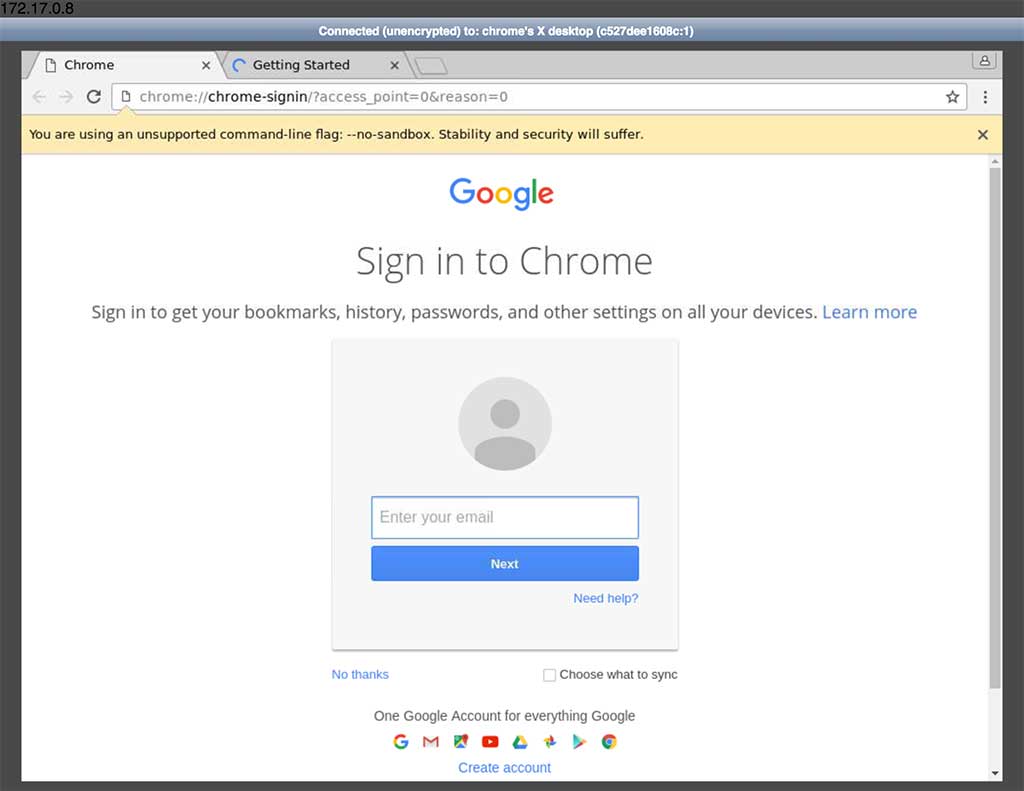 172.17.0.8
Connected (unencrypted) to: chrome's X desktop (c527dee1608c:1)
Chrome
Getting Started
chrome://chrome-signin/?access_point=0&reason=0
You are using an unsupported command-line flag: --no-sandbox. Stability and security will suffer.
Google
Sign in to Chrome
Sign in to get your bookmarks, history, passwords, and other settings on all your devices. Learn more
Enter your email
Next
Need help?
No thanks
Choose what to sync
One Google Account for everything Google
Create account